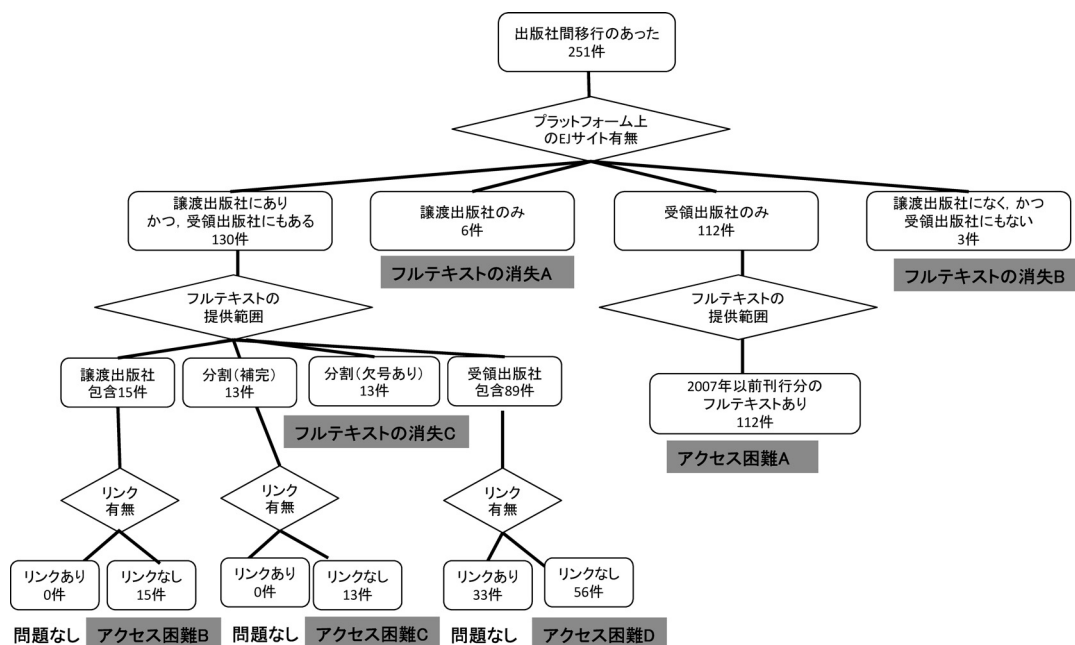 出版社間移行のあった
251件
プラットフォーム上
のEJサイト有無
譲渡出版社にあり
かつ，受領出版社にもある
130件
譲渡出版社のみ
6件
受領出版社のみ
112件
譲渡出版社になく，かつ
受領出版社にもない
3件
フルテキストの消失A
フルテキストの消失B
フルテキストの
提供範囲
フルテキストの
提供範囲
譲渡出版社
包含15件
分割（補完）
13件
分割（欠号あり）
13件
受領出版社
包含89件
2007年以前刊行分の
フルテキストあり
112件
フルテキストの消失C
アクセス困難A
リンク
有無
リンク
有無
リンク
有無
リンクあり
0件
リンクなし
15件
リンクあり
0件
リンクなし
13件
リンクあり
33件
リンクなし
56件
問題なし
アクセス困難B
問題なし
アクセス困難C
問題なし
アクセス困難D